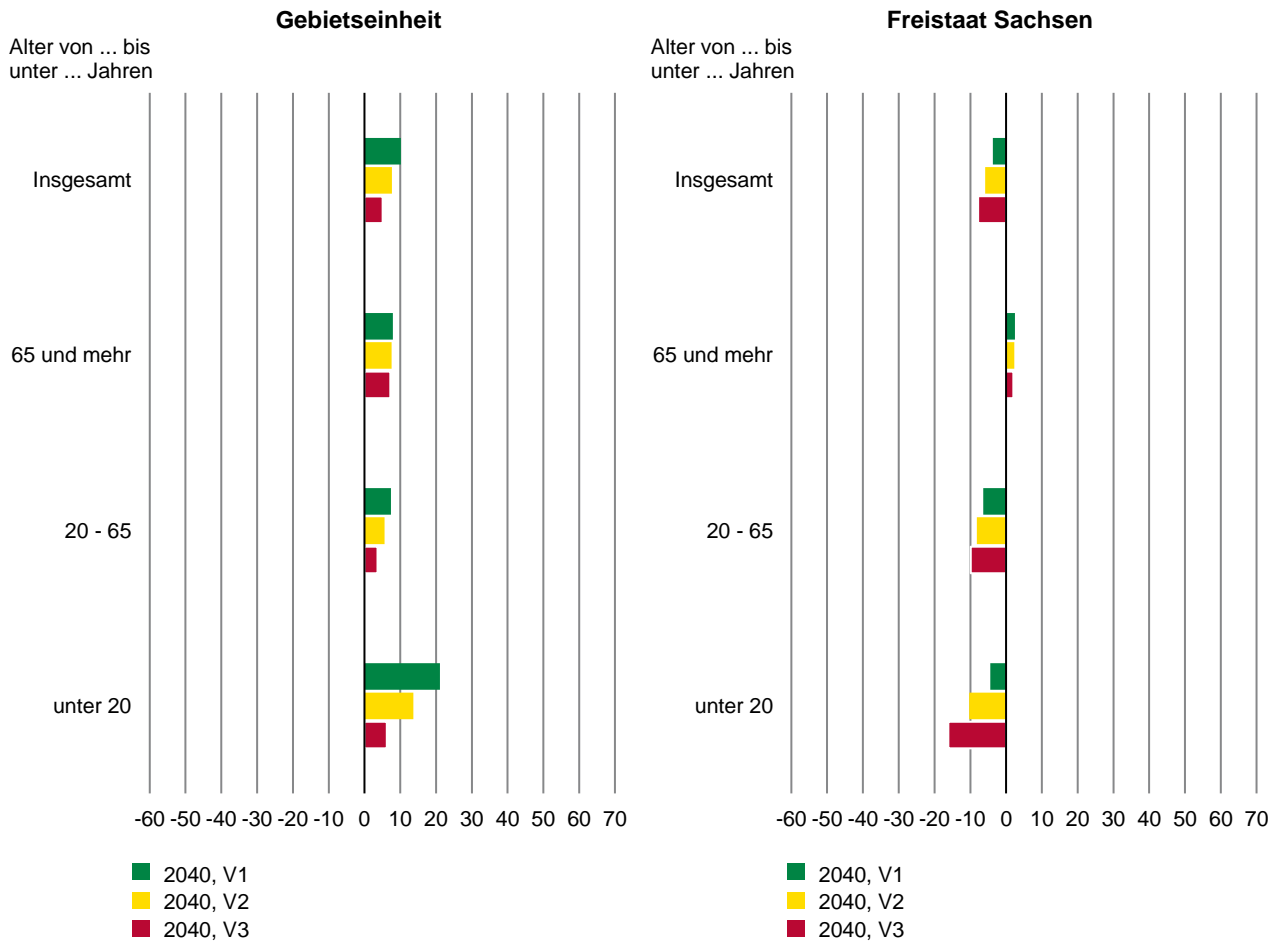 Gebietseinheit
Alter von ... bis
unter ... Jahren
Insgesamt
65 und mehr
20 - 65
unter 20
-60 -50 -40 -30 -20 -10 0 10 20 30 40 50 60 70
2040, V1
2040, V2
2040, V3
Freistaat Sachsen
Alter von ... bis
unter ... Jahren
Insgesamt
65 und mehr
20 - 65
unter 20
-60 -50 -40 -30 -20 -10 0 10 20 30 40 50 60 70
2040, V1
2040, V2
2040, V3